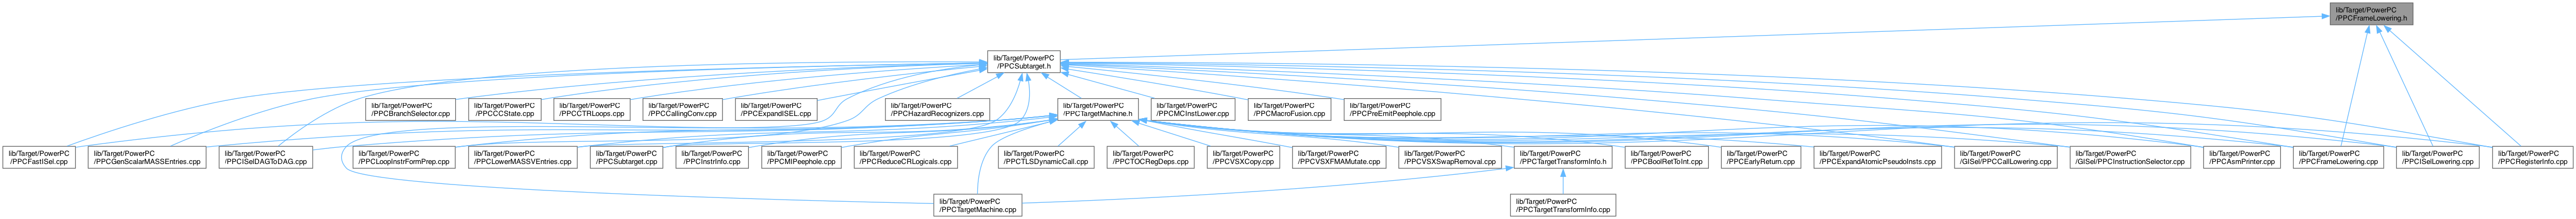 lib/Target/PowerPC
/PPCFrameLowering.h
lib/Target/PowerPC
/PPCSubtarget.h
lib/Target/PowerPC
/PPCBranchSelector.cpp
lib/Target/PowerPC
/PPCCCState.cpp
lib/Target/PowerPC
/PPCCTRLoops.cpp
lib/Target/PowerPC
/PPCCallingConv.cpp
lib/Target/PowerPC
/PPCExpandISEL.cpp
lib/Target/PowerPC
/PPCHazardRecognizers.cpp
lib/Target/PowerPC
/PPCTargetMachine.h
lib/Target/PowerPC
/PPCMCInstLower.cpp
lib/Target/PowerPC
/PPCMacroFusion.cpp
lib/Target/PowerPC
/PPCPreEmitPeephole.cpp
lib/Target/PowerPC
/PPCFastISel.cpp
lib/Target/PowerPC
/PPCGenScalarMASSEntries.cpp
lib/Target/PowerPC
/PPCISelDAGToDAG.cpp
lib/Target/PowerPC
/PPCLoopInstrFormPrep.cpp
lib/Target/PowerPC
/PPCLowerMASSVEntries.cpp
lib/Target/PowerPC
/PPCSubtarget.cpp
lib/Target/PowerPC
/PPCInstrInfo.cpp
lib/Target/PowerPC
/PPCMIPeephole.cpp
lib/Target/PowerPC
/PPCReduceCRLogicals.cpp
lib/Target/PowerPC
/PPCTLSDynamicCall.cpp
lib/Target/PowerPC
/PPCTOCRegDeps.cpp
lib/Target/PowerPC
/PPCVSXCopy.cpp
lib/Target/PowerPC
/PPCVSXFMAMutate.cpp
lib/Target/PowerPC
/PPCVSXSwapRemoval.cpp
lib/Target/PowerPC
/PPCTargetTransformInfo.h
lib/Target/PowerPC
/PPCBoolRetToInt.cpp
lib/Target/PowerPC
/PPCEarlyReturn.cpp
lib/Target/PowerPC
/PPCExpandAtomicPseudoInsts.cpp
lib/Target/PowerPC
/GISel/PPCCallLowering.cpp
lib/Target/PowerPC
/GISel/PPCInstructionSelector.cpp
lib/Target/PowerPC
/PPCAsmPrinter.cpp
lib/Target/PowerPC
/PPCFrameLowering.cpp
lib/Target/PowerPC
/PPCISelLowering.cpp
lib/Target/PowerPC
/PPCRegisterInfo.cpp
lib/Target/PowerPC
/PPCTargetMachine.cpp
lib/Target/PowerPC
/PPCTargetTransformInfo.cpp